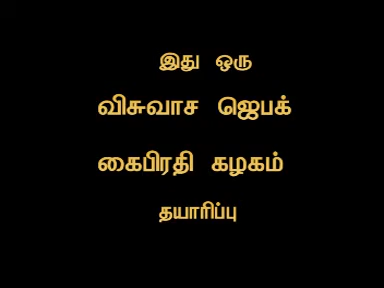 இது ஒரு
விசுவாச ஜெபக்
கைபிரதி கழகம்
தயாரிப்பு